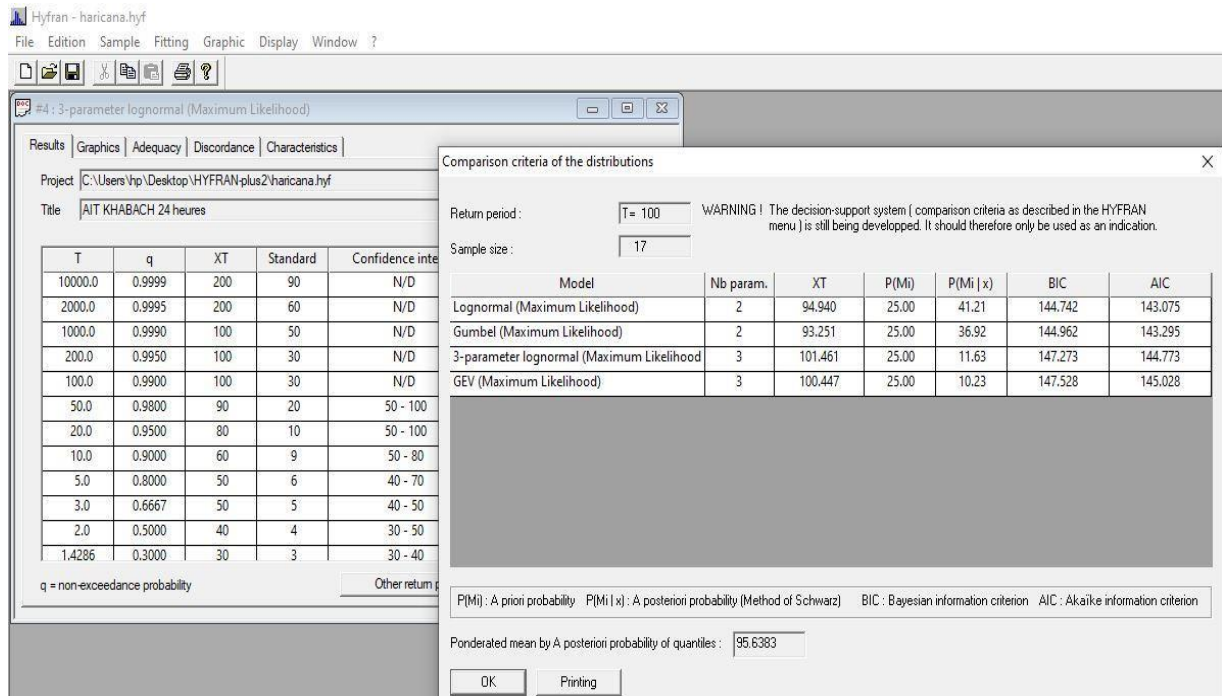 Hyfran - haricana.hyf
File Edition Sample Fitting Graphic Display Window ?
#4 : 3-parameter lognormal (Maximum Likelihood)
Results Graphics Adequacy Discordance Characteristics
Project C:\Users\hp\Desktop\HYFRAN-plus2\haricana.hyf
Title AIT KHABACH 24 heures
T q XT Standard Confidence inte
10000.0 0.9999 200 90 N/D
2000.0 0.9995 200 60 N/D
1000.0 0.9990 100 50 N/D
200.0 0.9950 100 30 N/D
100.0 0.9900 100 30 N/D
50.0 0.9800 90 20 50 - 100
20.0 0.9500 80 10 50 - 100
10.0 0.9000 60 9 50 - 80
5.0 0.8000 50 6 40 - 70
3.0 0.6667 50 5 40 - 50
2.0 0.5000 40 4 30 - 50
1.4286 0.3000 30 3 30 - 40
q = non-exceedance probability
Other return p
Comparison criteria of the distributions
Return period : T= 100
WARNING ! The decision-support system ( comparison criteria as described in the HYFRAN
menu ) is still being developped. It should therefore only be used as an indication.
Sample size : 17
Model Nb param. XT P(Mi) P(Mi | x) BIC AIC
Lognormal (Maximum Likelihood) 2 94.940 25.00 41.21 144.742 143.075
Gumbel (Maximum Likelihood) 2 93.251 25.00 36.92 144.962 143.295
3-parameter lognormal (Maximum Likelihood 3 101.461 25.00 11.63 147.273 144.773
GEV (Maximum Likelihood) 3 100.447 25.00 10.23 147.528 145.028
P(Mi) : A priori probability P(Mi | x) : A posteriori probability (Method of Schwarz) BIC : Bayesian information criterion AIC : Akaïke information criterion
Ponderated mean by A posteriori probability of quantiles : 95.6383
OK Printing